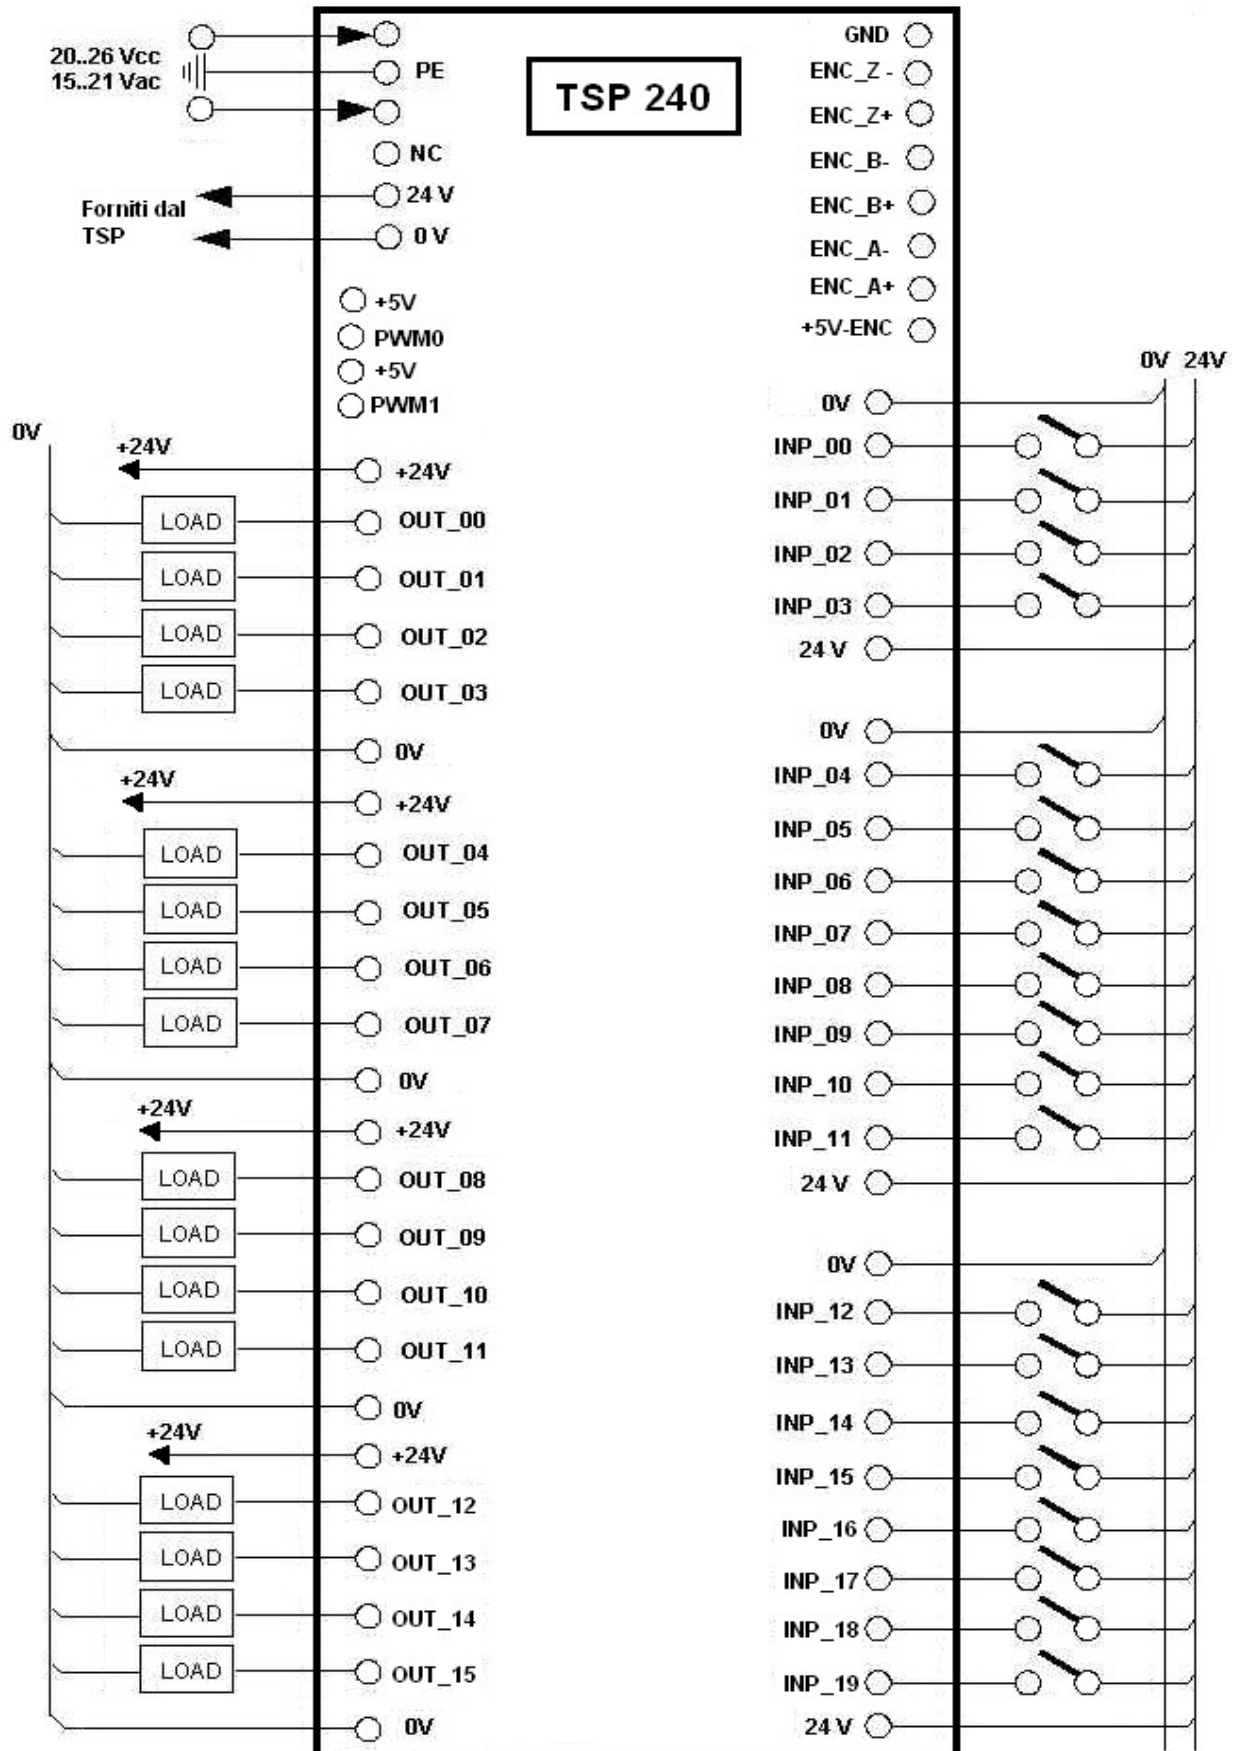 20..26 Vcc
15..21 Vac
PE
NC
24 V
0 V
Forniti dal
TSP
TSP 240
+5V
PWM0
+5V
PWM1
0V
+24V
+24V
LOAD
OUT_00
LOAD
OUT_01
LOAD
OUT_02
LOAD
OUT_03
0V
+24V
+24V
LOAD
OUT_04
LOAD
OUT_05
LOAD
OUT_06
LOAD
OUT_07
0V
+24V
+24V
LOAD
OUT_08
LOAD
OUT_09
LOAD
OUT_10
LOAD
OUT_11
0V
+24V
+24V
LOAD
OUT_12
LOAD
OUT_13
LOAD
OUT_14
LOAD
OUT_15
0V
GND
ENC_Z -
ENC_Z+
ENC_B-
ENC_B+
ENC_A-
ENC_A+
+5V-ENC
0V 24V
0V
INP_00
INP_01
INP_02
INP_03
24 V
0V
INP_04
INP_05
INP_06
INP_07
INP_08
INP_09
INP_10
INP_11
24 V
0V
INP_12
INP_13
INP_14
INP_15
INP_16
INP_17
INP_18
INP_19
24 V